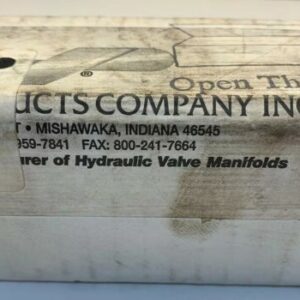 ®
Open Th
UCTS COMPANY INC
T • MISHAWAKA, INDIANA 46545
959-7841 FAX: 800-241-7664
urer of Hydraulic Valve Manifolds